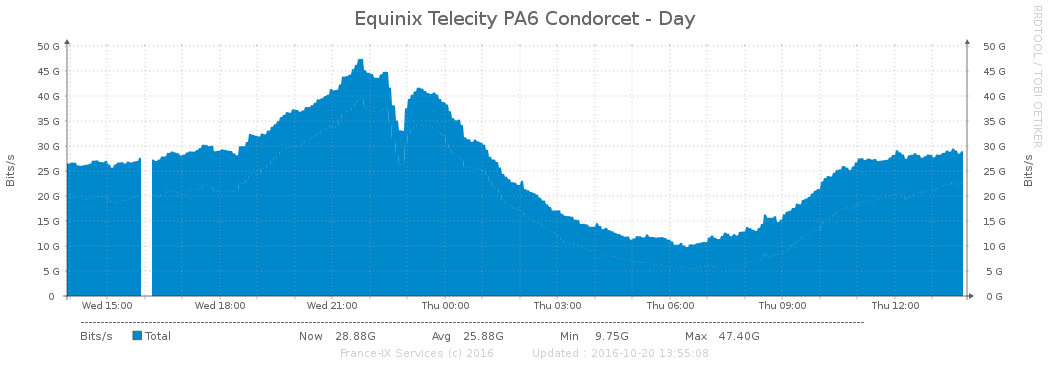 Equinix Telecity PA6 Condorcet - Day
RRDTOOL / TOBI OETIKER
Bits/s
50 G 50 G
45 G 45 G
40 G 40 G
35 G 35 G
30 G 30 G
25 G 25 G
20 G 20 G
15 G 15 G
10 G 10 G
5 G 5 G
0 0 G
Bits/s
Wed 15:00 Wed 18:00 Wed 21:00 Thu 00:00 Thu 03:00 Thu 06:00 Thu 09:00 Thu 12:00
Bits/s Total Now 28.88G Avg 25.88G Min 9.75G Max 47.40G
France-IX Services (c) 2016 Updated : 2016-10-20 13:55:08